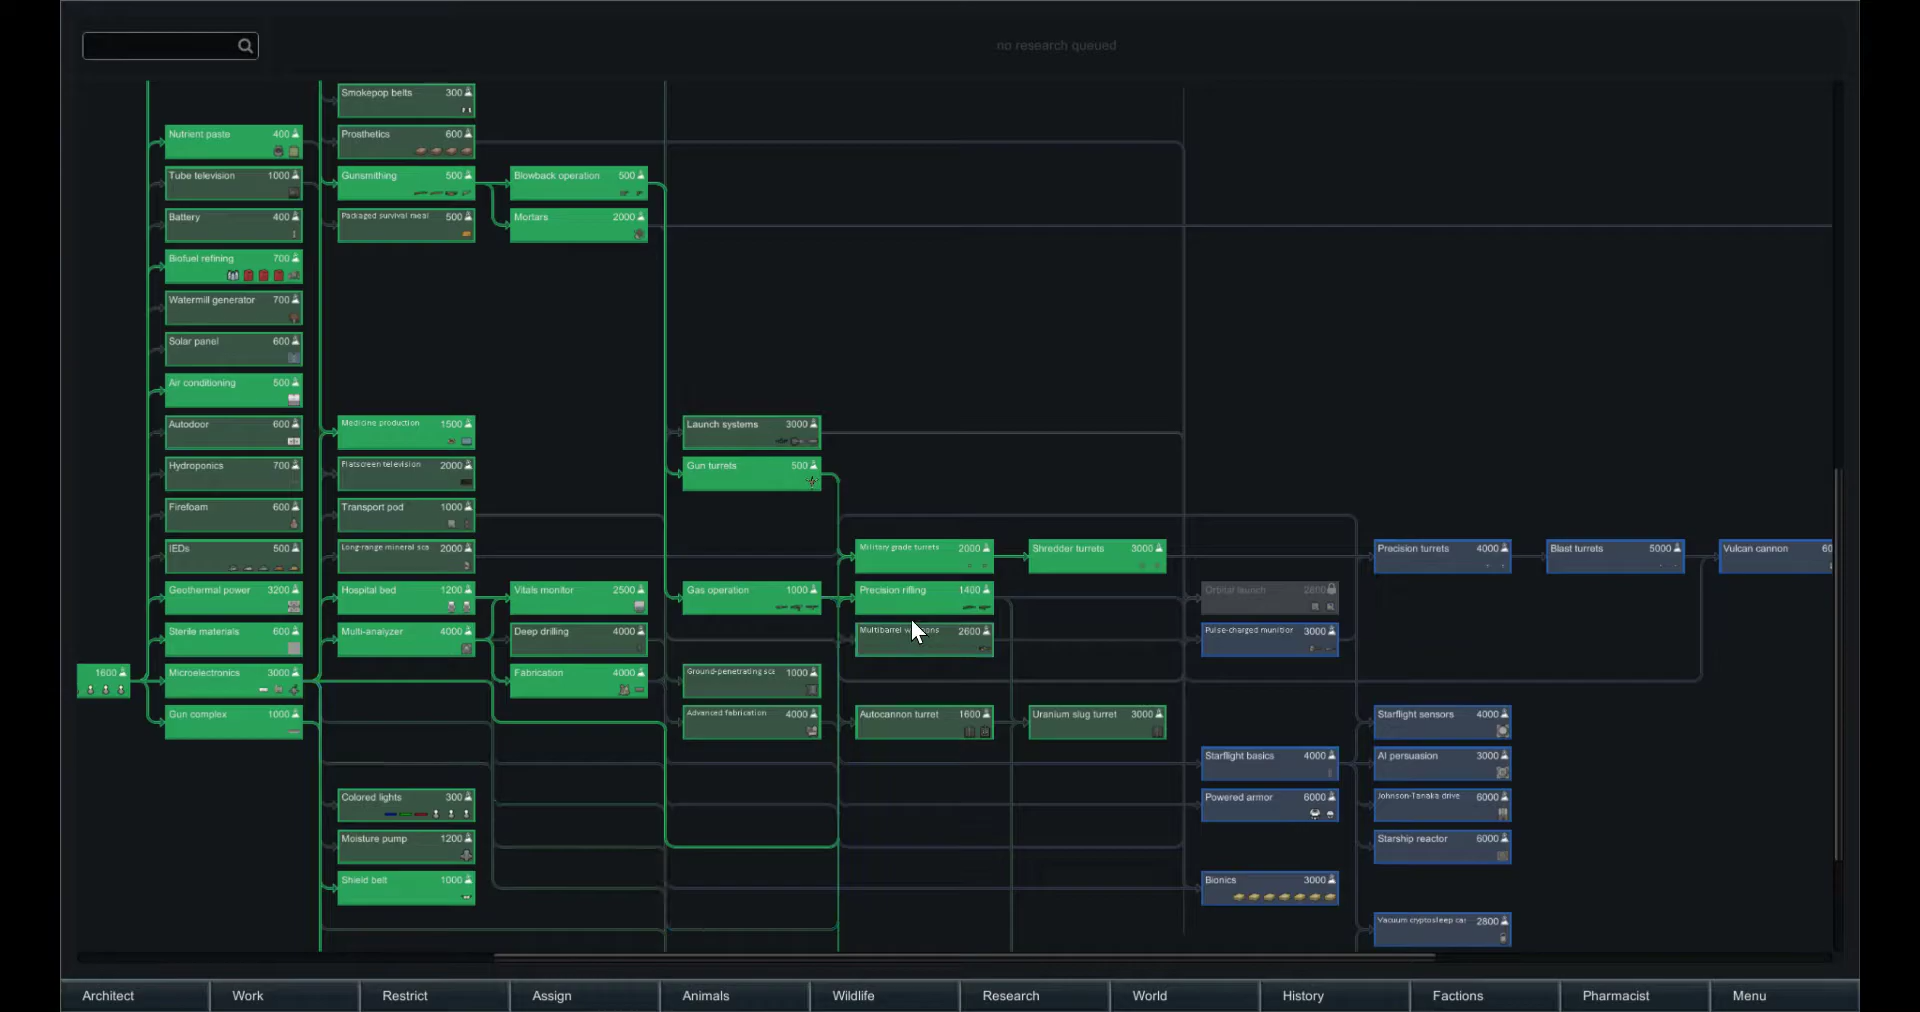 no research queued
Smokepop belts 300
Nutrient paste 400
Prosthetics 600
Tube television 1000
Gunsmithing 500
Blowback operation 500
Battery 400
Packaged survival meal 500
Mortars 2000
Biofuel refining 700
Watermill generator 700
Solar panel 600
Air conditioning 500
Autodoor 600
Medicine production 1500
Launch systems 3000
Hydroponics 700
Flatscreen television 2000
Gun turrets 500
Firefoam 600
Transport pod 1000
IEDs 500
Long-range mineral sca 2000
Military grade turrets 2000
Shredder turrets 3000
Precision turrets 4000
Blast turrets 5000
Vulcan cannon 60
Geothermal power 3200
Hospital bed 1200
Vitals monitor 2500
Gas operation 1000
Precision rifling 1400
Orbital launch 2800
Sterile materials 600
Multi-analyzer 4000
Deep drilling 4000
Multibarrel 2600
Pulse-charged munition 3000
1600
Microelectronics 3000
Fabrication 4000
Ground-penetrating sca 1000
Gun complex 1000
Advanced fabrication 4000
Autocannon turret 1600
Uranium slug turret 3000
Starflight sensors 4000
Starflight basics 4000
AI persuasion 3000
Colored lights 300
Powered armor 6000
Johnson-Tanaka drive 6000
Moisture pump 1200
Starship reactor 6000
Shield belt 1000
Bionics 3000
Vacuum cryptosleep cas 2800
Architect Work Restrict Assign Animals Wildlife Research World History Factions Pharmacist Menu